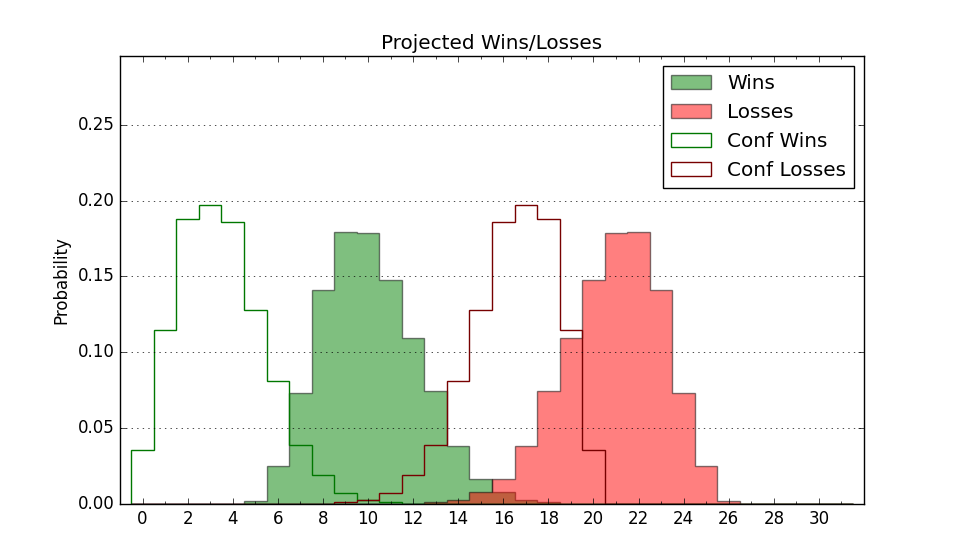 Projected Wins/Losses
Wins
Losses
Conf Wins
Conf Losses
Probability
0.25
0.20
0.15
0.10
0.05
0.00
0 2 4 6 8 10 12 14 16 18 20 22 24 26 28 30